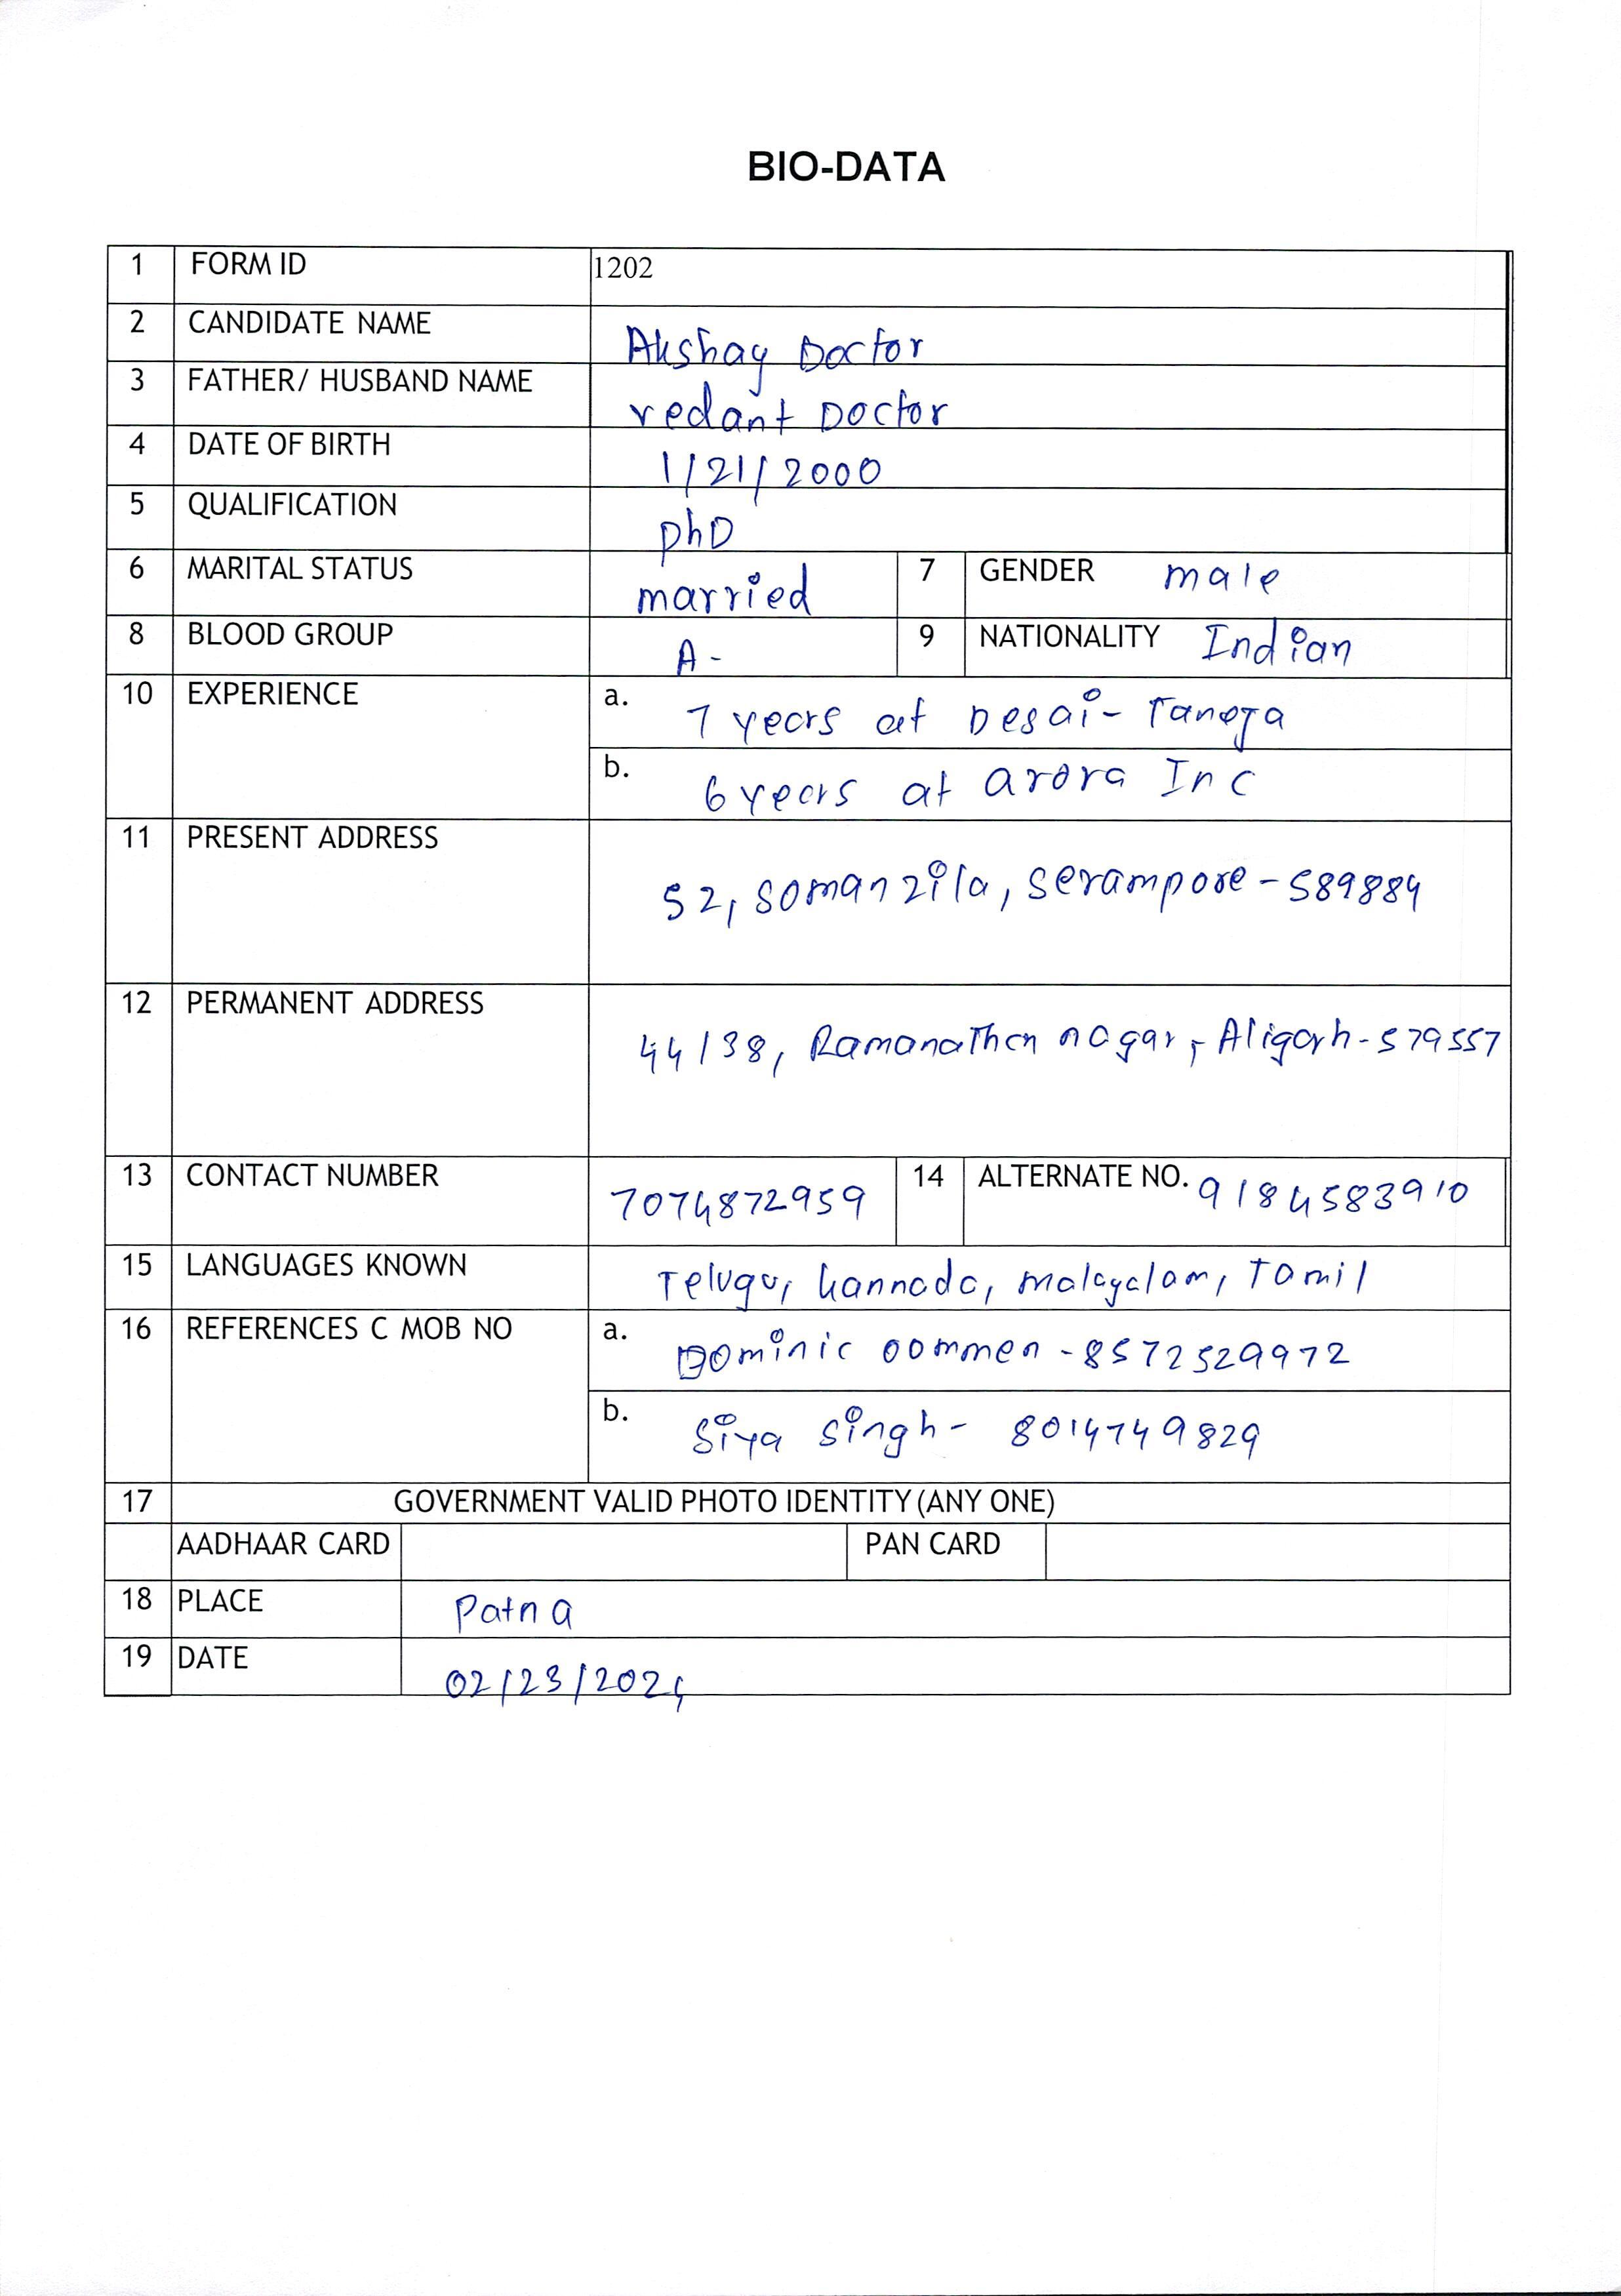 BIO-DATA
1 FORM ID 1202
2 CANDIDATE NAME Akshay Doctor
3 FATHER/ HUSBAND NAME vedant Doctor
4 DATE OF BIRTH 1/21/2000
5 QUALIFICATION phD
6 MARITAL STATUS married 7 GENDER male
8 BLOOD GROUP A- 9 NATIONALITY Indian
10 EXPERIENCE a. 7 years at Desai-Taneja
b. 6 years at arora Inc
11 PRESENT ADDRESS
52, Soman zila, Serampore-589884
12 PERMANENT ADDRESS
44/38, Ramanathan nagar, Aligarh-579557
13 CONTACT NUMBER 7074872959 14 ALTERNATE NO. 9184583910
15 LANGUAGES KNOWN Telugu, kannada, malayalam, Tamil
16 REFERENCES C MOB NO a. Dominic oommen-8572529972
b. Siya Singh- 8014749829
17 GOVERNMENT VALID PHOTO IDENTITY (ANY ONE)
AADHAAR CARD PAN CARD
18 PLACE Patna
19 DATE 02/23/2024